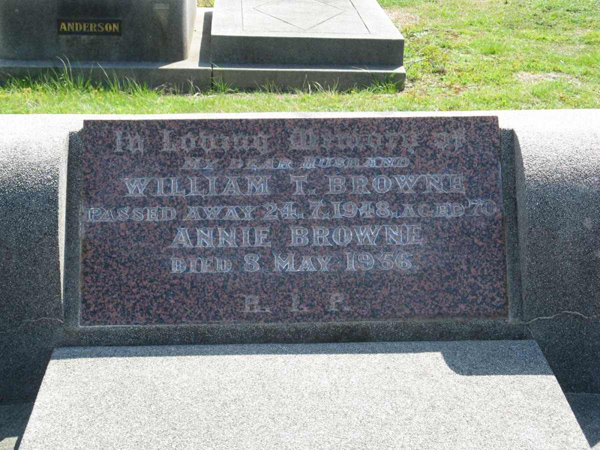 ANDERSON
In Loving Memory of
MY DEAR HUSBAND
WILLIAM T. BROWNE
PASSED AWAY 24.7.1948, AGED 70
ANNIE BROWNE
DIED 8 MAY 1956
R. I. P.